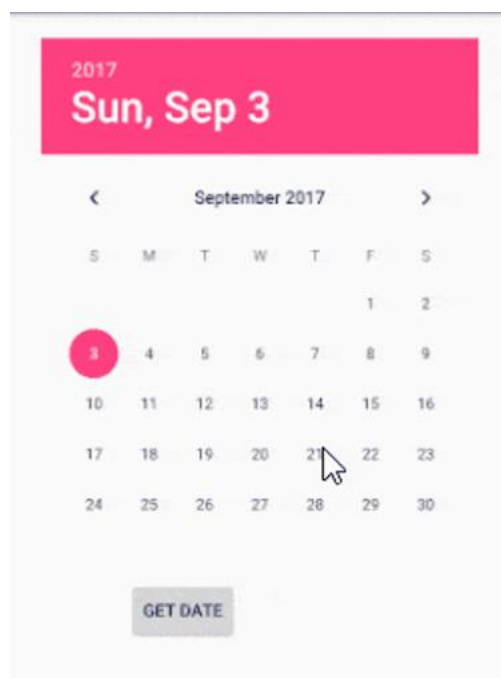 2017
Sun, Sep 3
September 2017
S M T W T F S
1 2
3 4 5 6 7 8 9
10 11 12 13 14 15 16
17 18 19 20 21 22 23
24 25 26 27 28 29 30
GET DATE